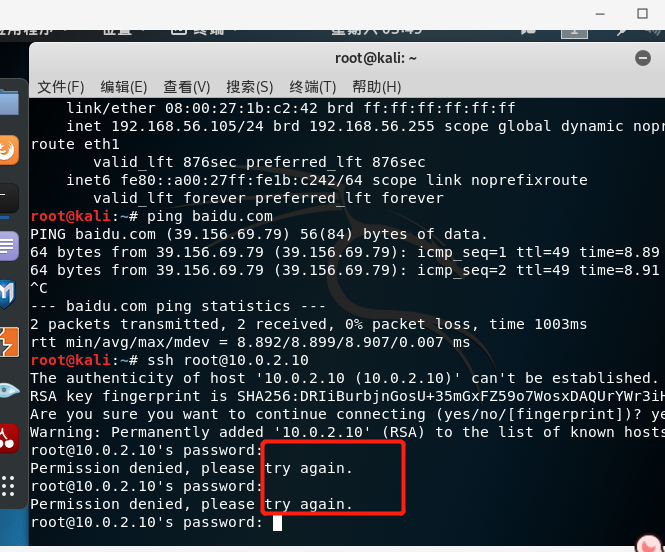 位置
终端
星期六 03:49
1
root@kali: ~
文件(F) 编辑(E) 查看(V) 搜索(S) 终端(T) 帮助(H)
link/ether 08:00:27:1b:c2:42 brd ff:ff:ff:ff:ff:ff
inet 192.168.56.105/24 brd 192.168.56.255 scope global dynamic nopr
route eth1
valid_lft 876sec preferred_lft 876sec
inet6 fe80::a00:27ff:fe1b:c242/64 scope link noprefixroute
valid_lft forever preferred_lft forever
root@kali:~# ping baidu.com
PING baidu.com (39.156.69.79) 56(84) bytes of data.
64 bytes from 39.156.69.79 (39.156.69.79): icmp_seq=1 ttl=49 time=8.89
64 bytes from 39.156.69.79 (39.156.69.79): icmp_seq=2 ttl=49 time=8.91
^C
--- baidu.com ping statistics ---
2 packets transmitted, 2 received, 0% packet loss, time 1003ms
rtt min/avg/max/mdev = 8.892/8.899/8.907/0.007 ms
root@kali:~# ssh root@10.0.2.10
The authenticity of host '10.0.2.10 (10.0.2.10)' can't be established.
RSA key fingerprint is SHA256:DRIiBurbjnGosU+35mGxFZ59o7WosxDAQUrYWr3iH
Are you sure you want to continue connecting (yes/no/[fingerprint])? ye
Warning: Permanently added '10.0.2.10' (RSA) to the list of known hosts
root@10.0.2.10's password:
Permission denied, please try again.
root@10.0.2.10's password:
Permission denied, please try again.
root@10.0.2.10's password: